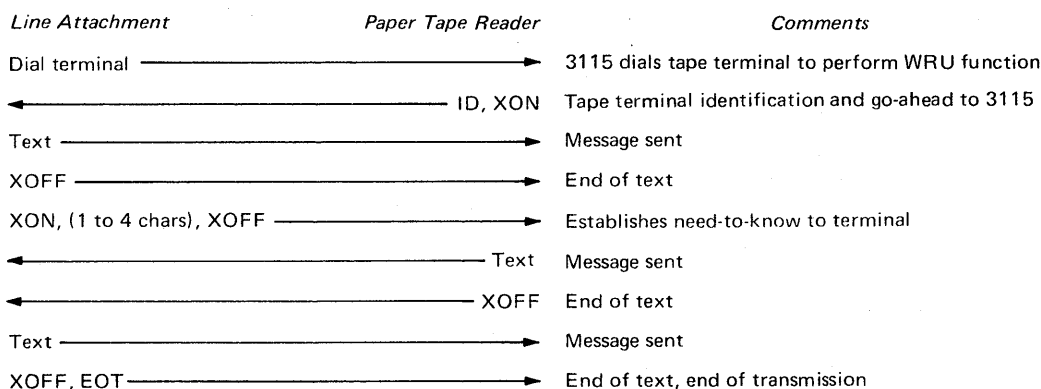 Line Attachment Paper Tape Reader Comments
Dial terminal 3115 dials tape terminal to perform WRU function
ID, XON Tape terminal identification and go-ahead to 3115
Text Message sent
XOFF End of text
XON, (1 to 4 chars), XOFF Establishes need-to-know to terminal
Text Message sent
XOFF End of text
Text Message sent
XOFF, EOT End of text, end of transmission